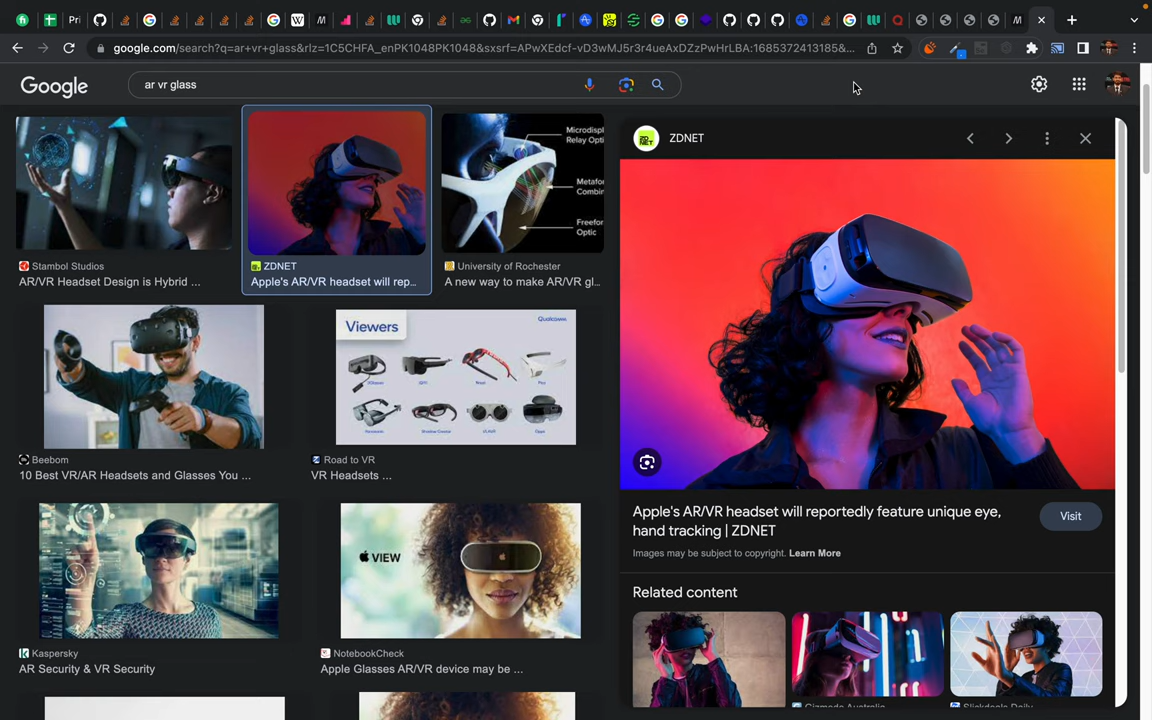 Pri
google.com/search?q=ar+vr+glass&rlz=1C5CHFA_enPK1048PK1048&sxsrf=APwXEdcf-vD3wMJ5r3r4ueAxDZzPwHrLBA:1685372413185&...
Google
ar vr glass
Stambol Studios
AR/VR Headset Design is Hybrid ...
ZDNET
Apple's AR/VR headset will rep...
Microdispl
Relay Opti
Metafor
Combin
Freefor
Optic
University of Rochester
A new way to make AR/VR gl...
Beebom
10 Best VR/AR Headsets and Glasses You ...
Viewers
Qualcomm
Road to VR
VR Headsets ...
Kaspersky
AR Security & VR Security
VIEW
NotebookCheck
Apple Glasses AR/VR device may be ...
ZDNET
Apple's AR/VR headset will reportedly feature unique eye,
hand tracking | ZDNET
Visit
Images may be subject to copyright. Learn More
Related content
Gizmodo Australia
Slickdeals Daily